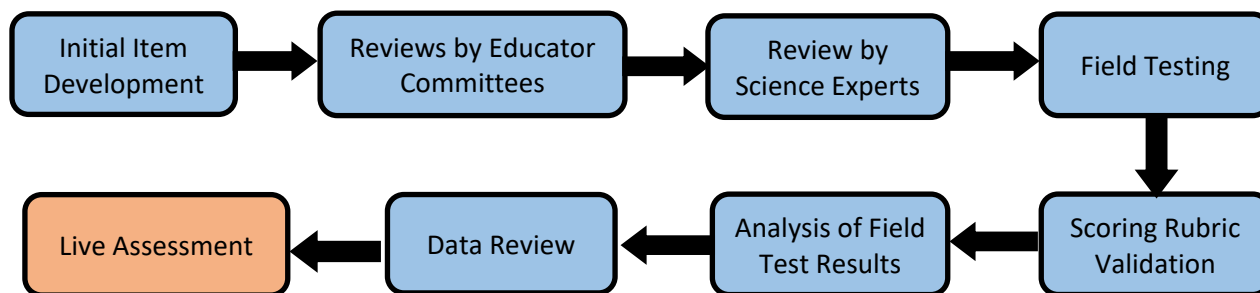 Initial Item
Development
Reviews by Educator
Committees
Review by
Science Experts
Field Testing
Scoring Rubric
Validation
Analysis of Field
Test Results
Data Review
Live Assessment